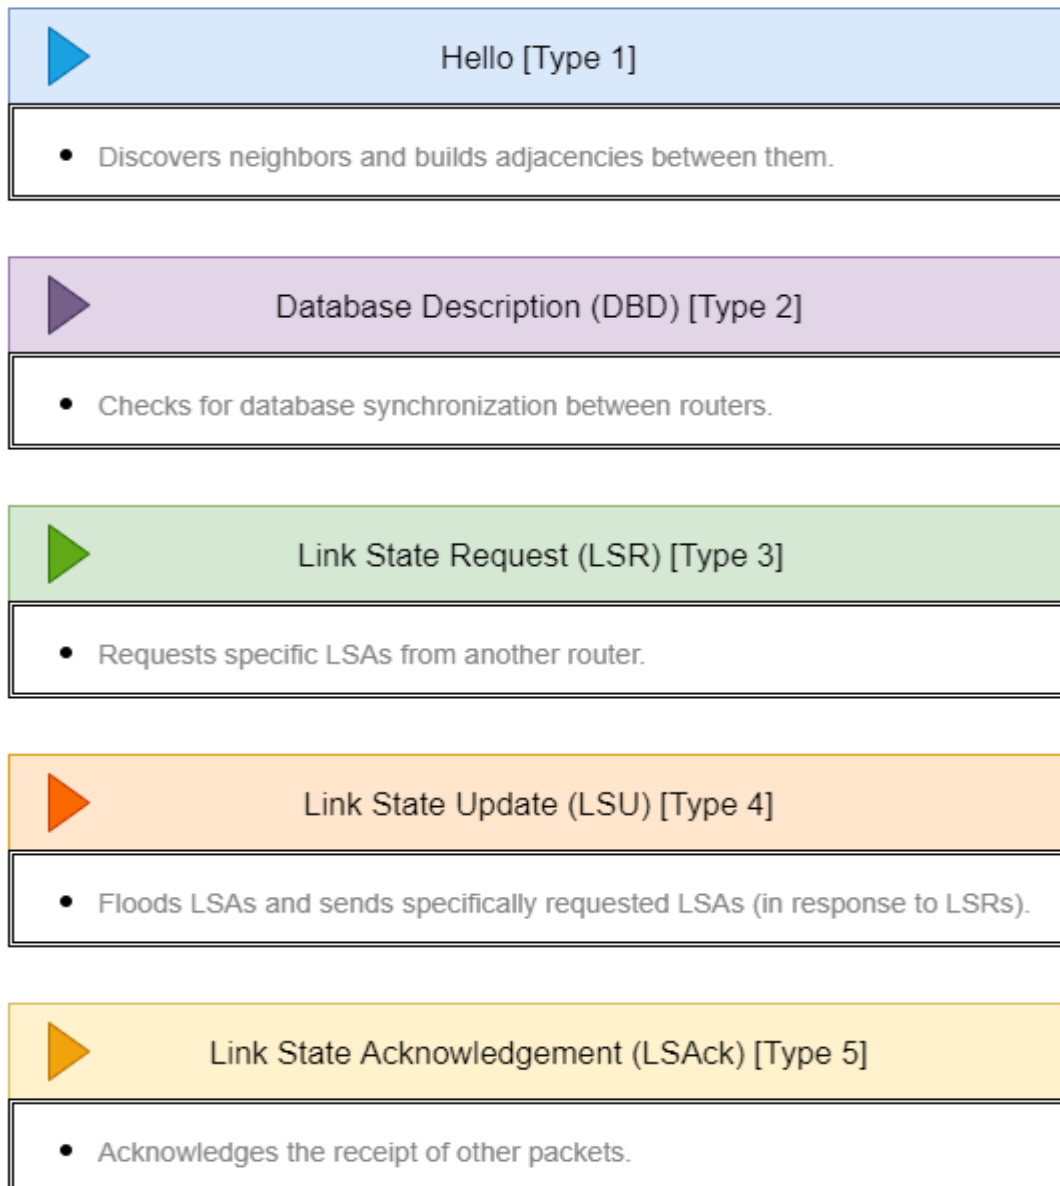 Hello [Type 1]
• Discovers neighbors and builds adjacencies between them.
Database Description (DBD) [Type 2]
• Checks for database synchronization between routers.
Link State Request (LSR) [Type 3]
• Requests specific LSAs from another router.
Link State Update (LSU) [Type 4]
• Floods LSAs and sends specifically requested LSAs (in response to LSRs).
Link State Acknowledgement (LSAck) [Type 5]
• Acknowledges the receipt of other packets.